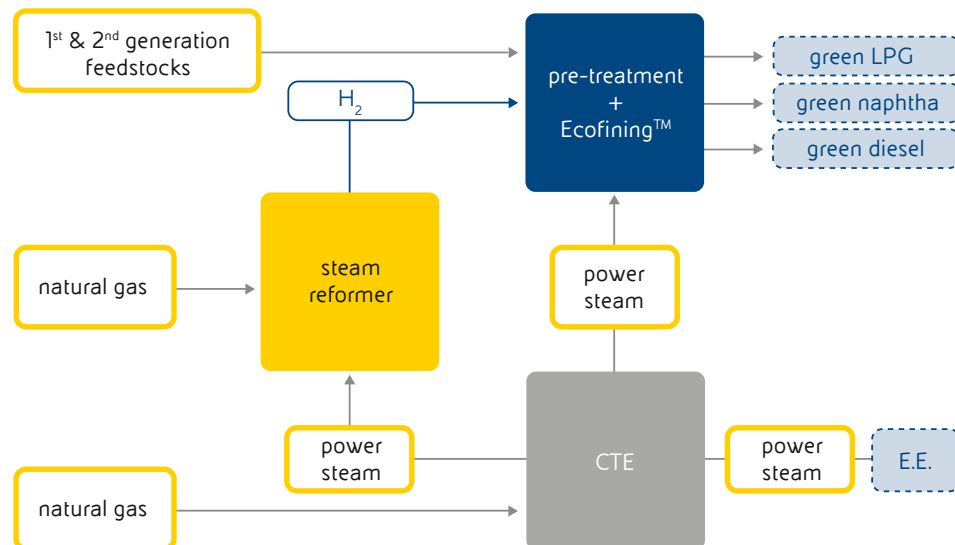 1st & 2nd generation
feedstocks
H2
pre-treatment
+
Ecofining™
green LPG
green naphtha
green diesel
natural gas
steam
reformer
power
steam
power
steam
CTE
power
steam
E.E.
natural gas